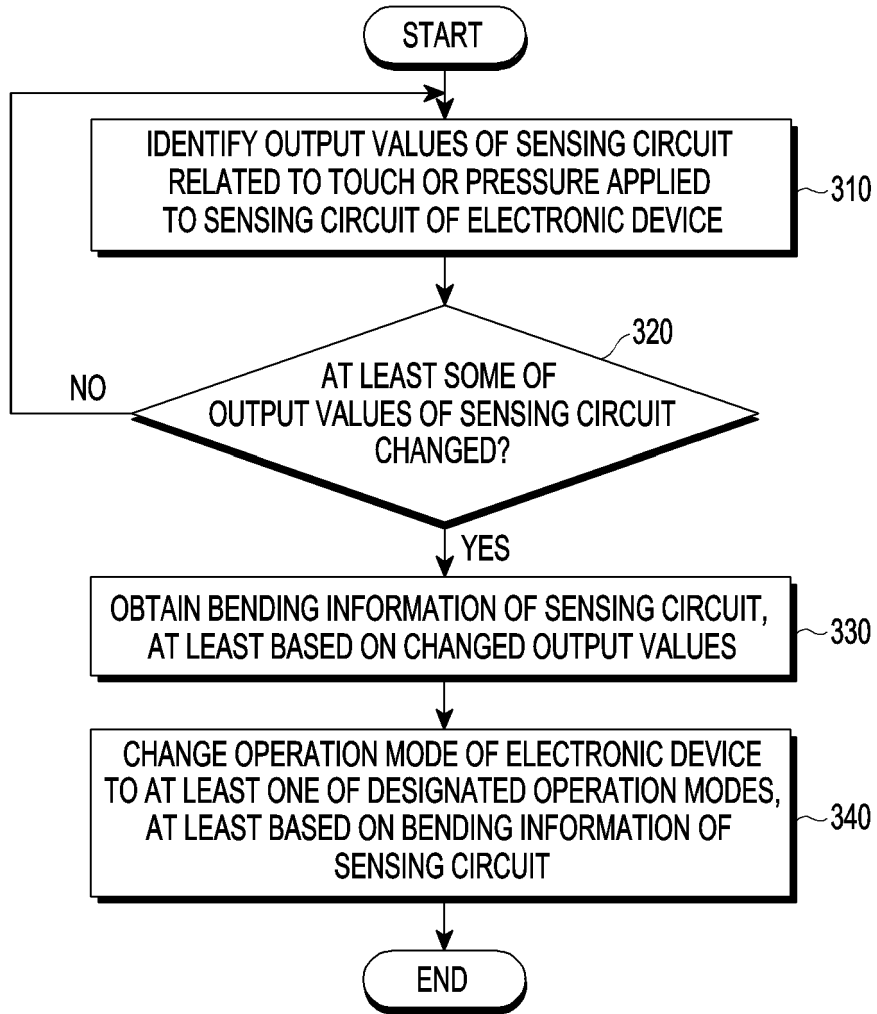 START
IDENTIFY OUTPUT VALUES OF SENSING CIRCUIT
RELATED TO TOUCH OR PRESSURE APPLIED
TO SENSING CIRCUIT OF ELECTRONIC DEVICE
310
320
AT LEAST SOME OF
OUTPUT VALUES OF SENSING CIRCUIT
CHANGED?
NO
YES
OBTAIN BENDING INFORMATION OF SENSING CIRCUIT,
AT LEAST BASED ON CHANGED OUTPUT VALUES
330
CHANGE OPERATION MODE OF ELECTRONIC DEVICE
TO AT LEAST ONE OF DESIGNATED OPERATION MODES,
AT LEAST BASED ON BENDING INFORMATION OF
SENSING CIRCUIT
340
END